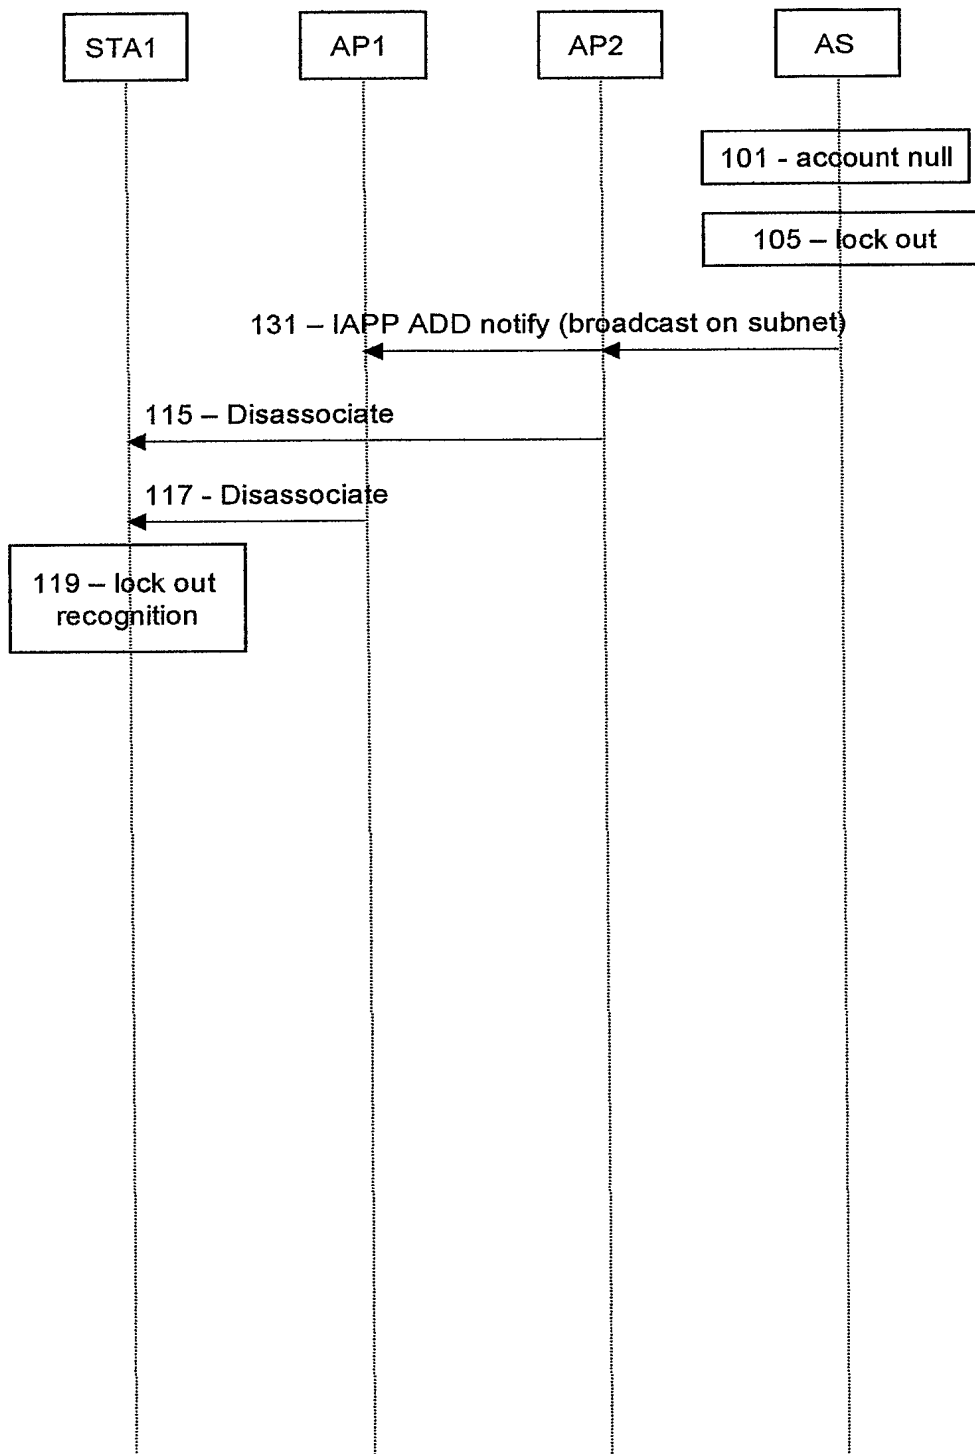 STA1
AP1
AP2
AS
101 - account null
105 – lock out
131 – IAPP ADD notify (broadcast on subnet)
115 – Disassociate
117 - Disassociate
119 – lock out
recognition